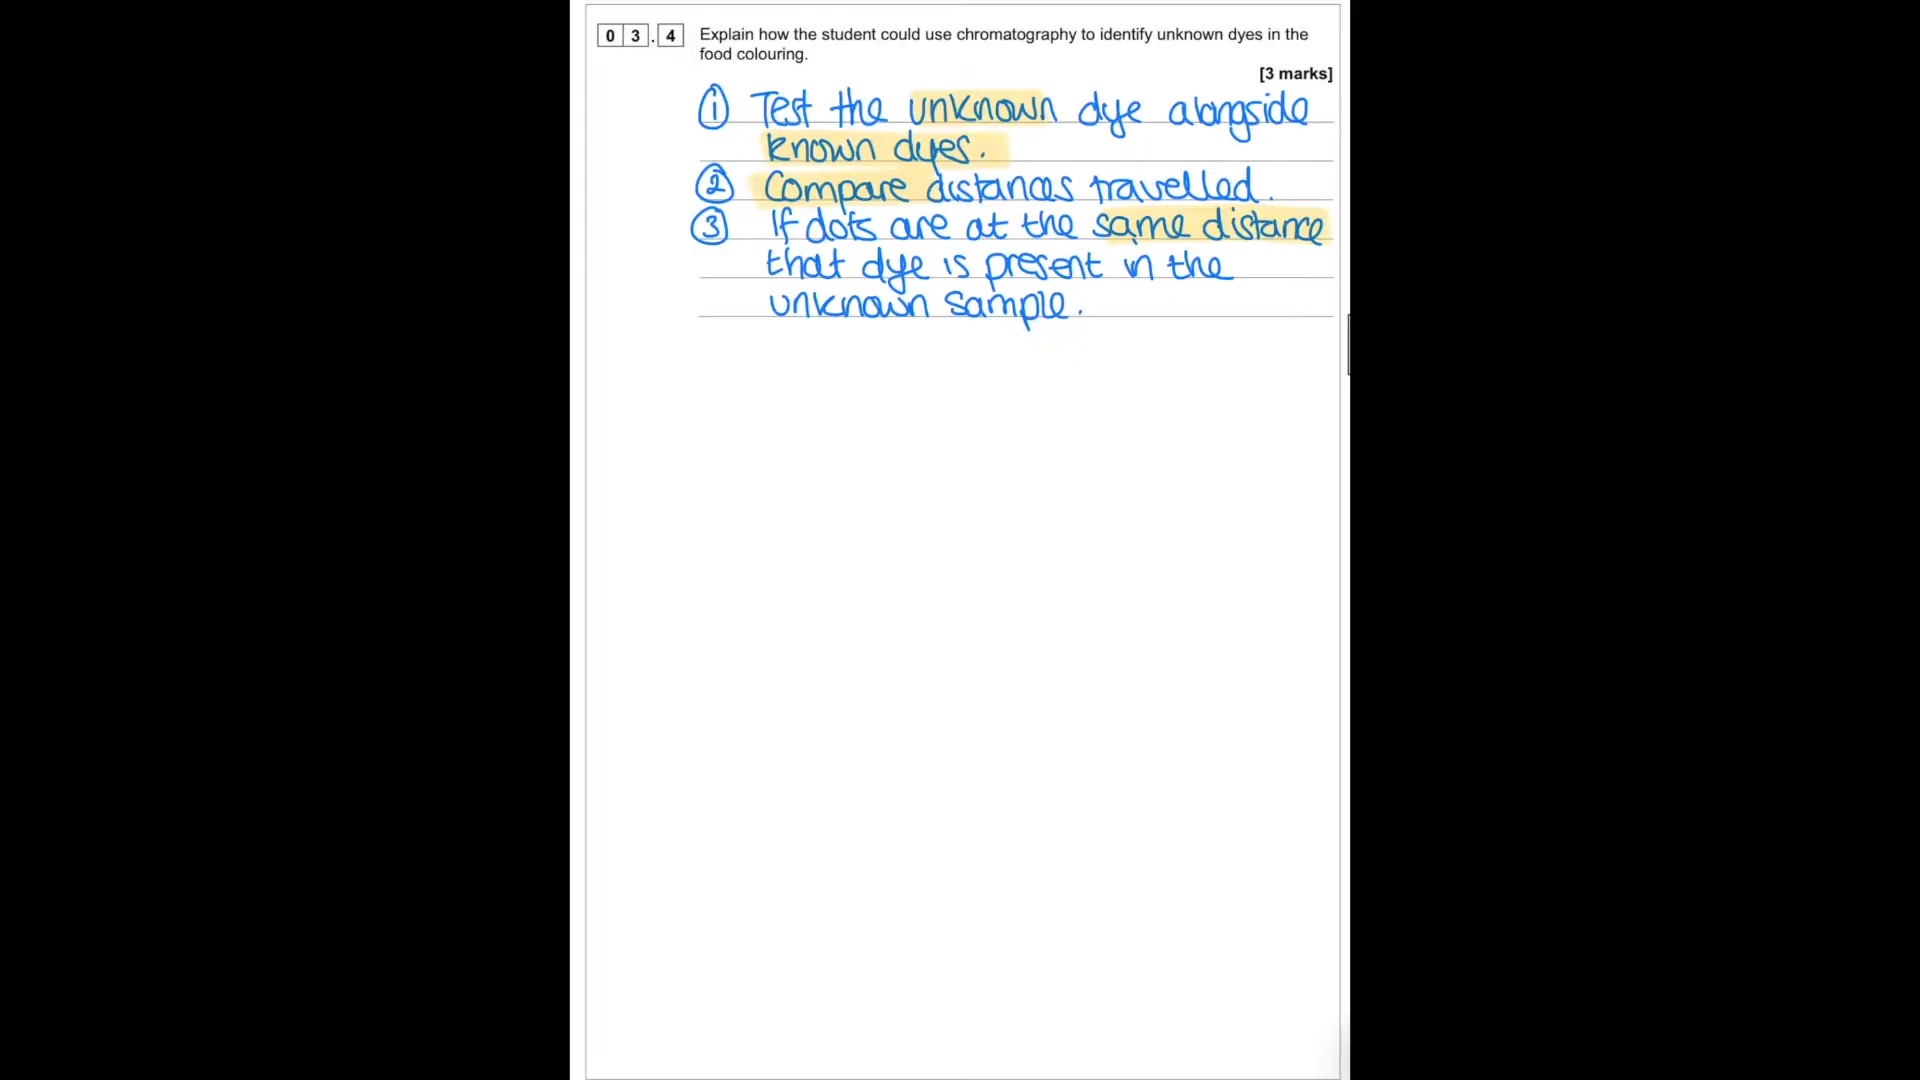 03.4 Explain how the student could use chromatography to identify unknown dyes in the
food colouring.
[3 marks]
① Test the unknown dye alongside
known dyes.
② Compare distances travelled.
③ If dots are at the same distance
that dye is present in the
unknown sample.